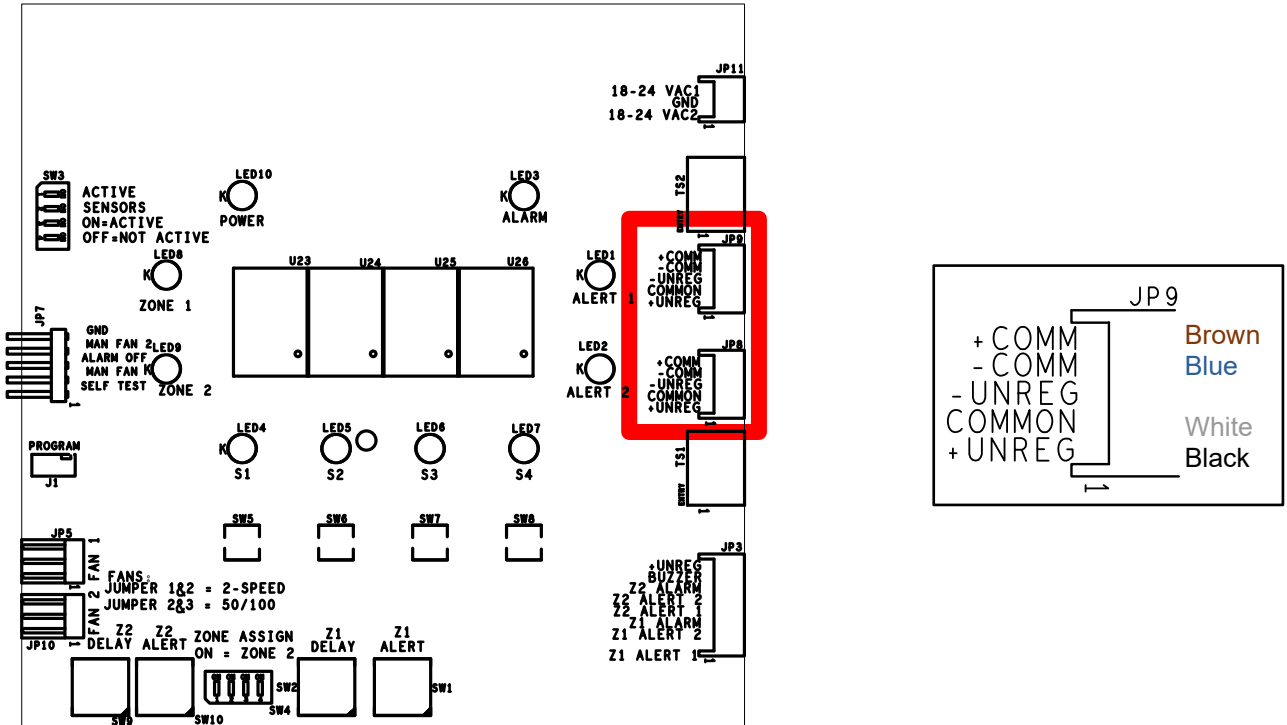 JP11
18-24 VAC1
GND
18-24 VAC2
1
SW3
ACTIVE
SENSORS
ON=ACTIVE
OFF=NOT ACTIVE
LED10
K
POWER
LED3
K
ALARM
TS2
ENTRY
1
LED8
K
ZONE 1
U23
U24
U25
U26
LED1
K
ALERT 1
JP9
+COMM
-COMM
-UNREG
COMMON
+UNREG
1
JP7
GND
MAN FAN 2
ALARM OFF
MAN FAN
SELF TEST
1
LED9
K
ZONE 2
LED2
K
ALERT 2
JP8
+COMM
-COMM
-UNREG
COMMON
+UNREG
1
PROGRAM
J1
LED4
K
S1
LED5
S2
LED6
S3
LED7
S4
TS1
ENTRY
1
SW5
SW6
SW7
SW8
JP5
FAN 1
1
FANS:
JUMPER 1&2 = 2-SPEED
JUMPER 2&3 = 50/100
FAN 2
1
JP10
JP3
+UNREG
BUZZER
Z2 ALARM
Z2 ALERT 2
Z2 ALERT 1
Z1 ALARM
Z1 ALERT 2
Z1 ALERT 1
1
Z2
DELAY
Z2
ALERT
ZONE ASSIGN
ON = ZONE 2
Z1
DELAY
Z1
ALERT
SW9
SW10
SW4
SW2
SW1
JP9
+COMM Brown
-COMM Blue
-UNREG
COMMON White
+UNREG Black
1